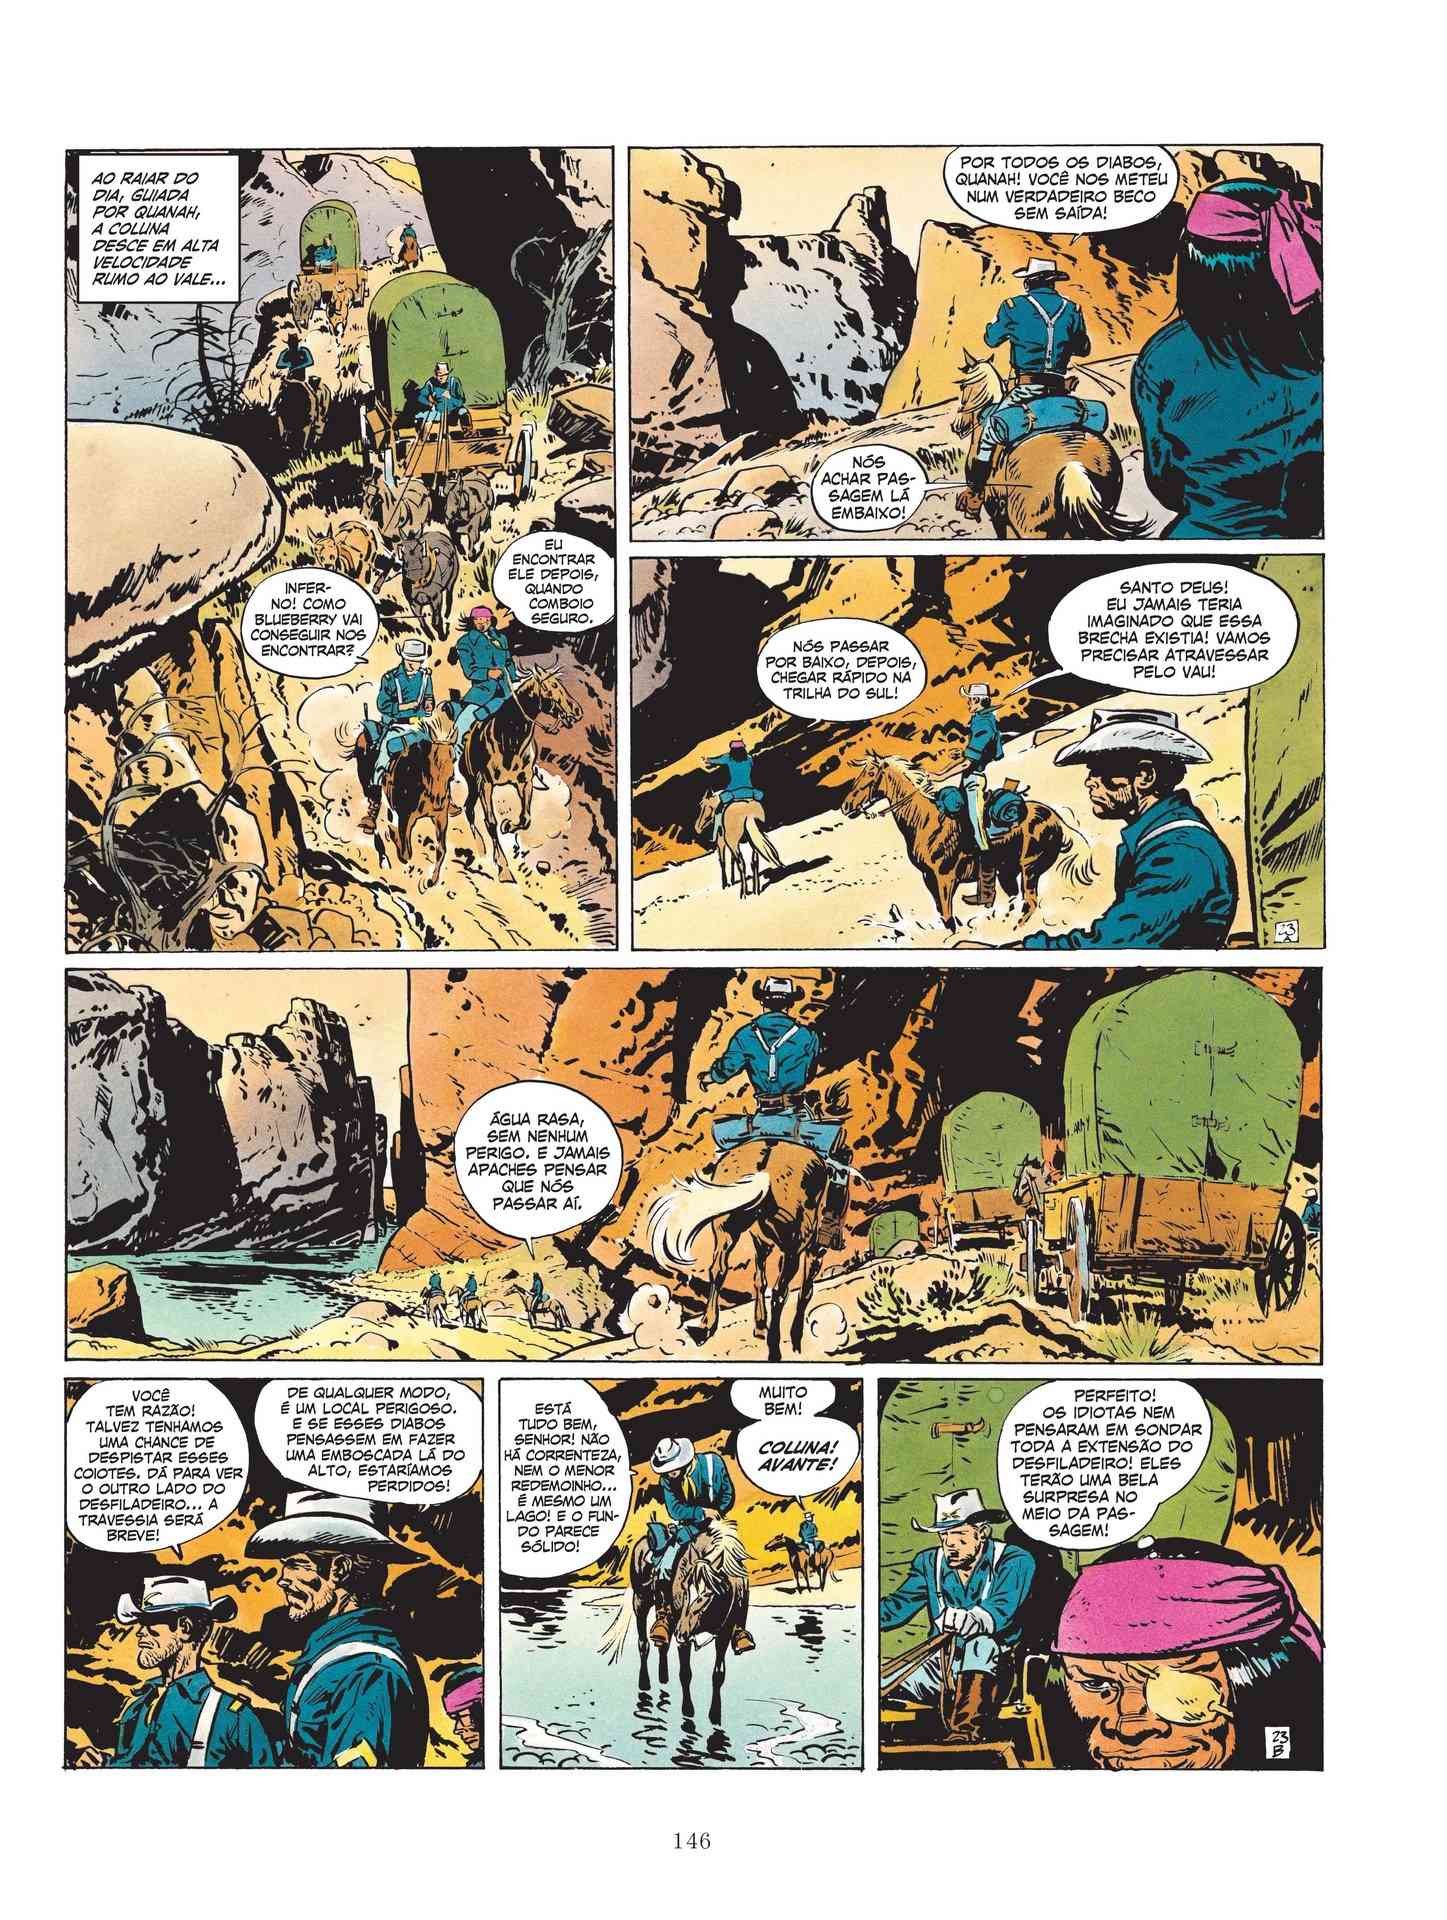 AO RAIAR DO
DIA, GUIADA
POR QUANAH,
A COLUNA
DESCE EM ALTA
VELOCIDADE
RUMO AO VALE...
INFER-
NO! COMO
BLUEBERRY VAI
CONSEGUIR NOS
ENCONTRAR?
EU
ENCONTRAR
ELE DEPOIS,
QUANDO
COMBOIO
SEGURO.
POR TODOS OS DIABOS,
QUANAH! VOCÊ NOS METEU
NUM VERDADEIRO BECO
SEM SAÍDA!
NÓS
ACHAR PAS-
SAGEM LÁ
EMBAIXO!
NÓS PASSAR
POR BAIXO, DEPOIS,
CHEGAR RÁPIDO NA
TRILHA DO SUL!
SANTO DEUS!
EU JAMAIS TERIA
IMAGINADO QUE ESSA
BRECHA EXISTIA! VAMOS
PRECISAR ATRAVESSAR
PELO VAU!
23
A
ÁGUA RASA,
SEM NENHUM
PERIGO. E JAMAIS
APACHES PENSAR
QUE NÓS
PASSAR AÍ.
VOCÊ
TEM RAZÃO!
TALVEZ TENHAMOS
UMA CHANCE DE
DESPISTAR ESSES
COIOTES. DÁ PARA VER
O OUTRO LADO DO
DESFILADEIRO... A
TRAVESSIA SERÁ
BREVE!
DE QUALQUER MODO,
É UM LOCAL PERIGOSO.
E SE ESSES DIABOS
PENSASSEM EM FAZER
UMA EMBOSCADA LÁ DO
ALTO, ESTARÍAMOS
PERDIDOS!
ESTÁ
TUDO BEM,
SENHOR! NÃO
HÁ CORRENTEZA,
NEM O MENOR
REDEMOINHO...
É MESMO UM
LAGO! E O FUN-
DO PARECE
SÓLIDO!
MUITO
BEM!
COLUNA!
AVANTE!
PERFEITO!
OS IDIOTAS NEM
PENSARAM EM SONDAR
TODA A EXTENSÃO DO
DESFILADEIRO! ELES
TERÃO UMA BELA
SURPRESA NO
MEIO DA PAS-
SAGEM!
23
B
146